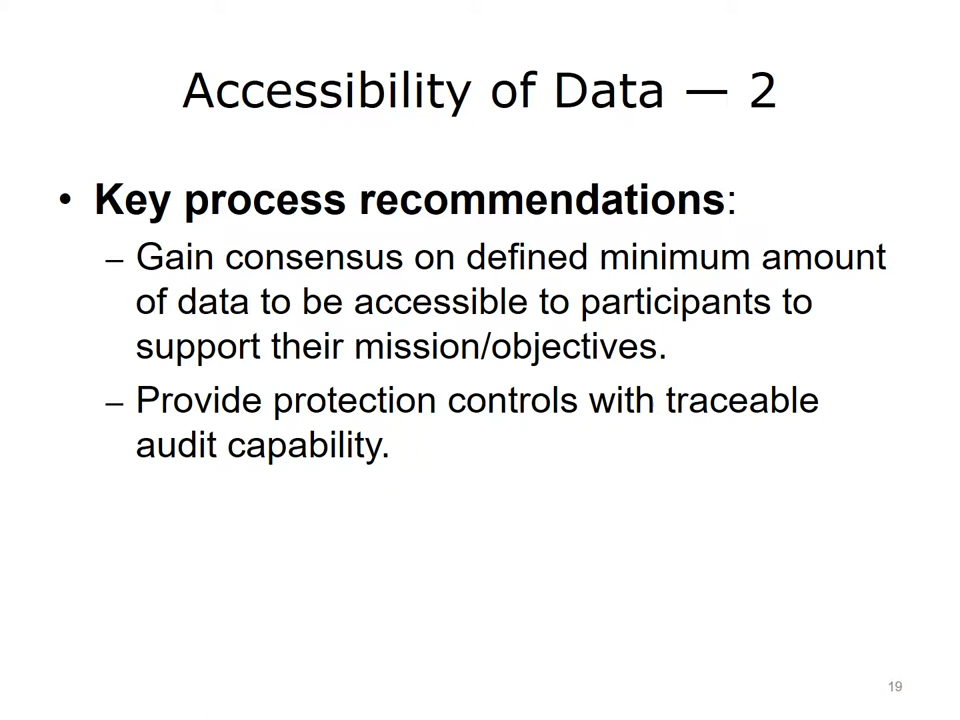 Accessibility of Data — 2
• Key process recommendations:
– Gain consensus on defined minimum amount
of data to be accessible to participants to
support their mission/objectives.
– Provide protection controls with traceable
audit capability.
19